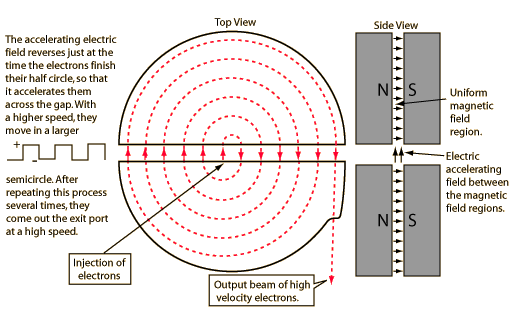 Top View
Side View
The accelerating electric
field reverses just at the
time the electrons finish
their half circle, so that
it accelerates them
across the gap. With
a higher speed, they
move in a larger
+
-
semicircle. After
repeating this process
several times, they
come out the exit port
at a high speed.
Injection of
electrons
Output beam of high
velocity electrons.
N
S
Uniform
magnetic
field
region.
Electric
accelerating
field between
the magnetic
field regions.
N
S